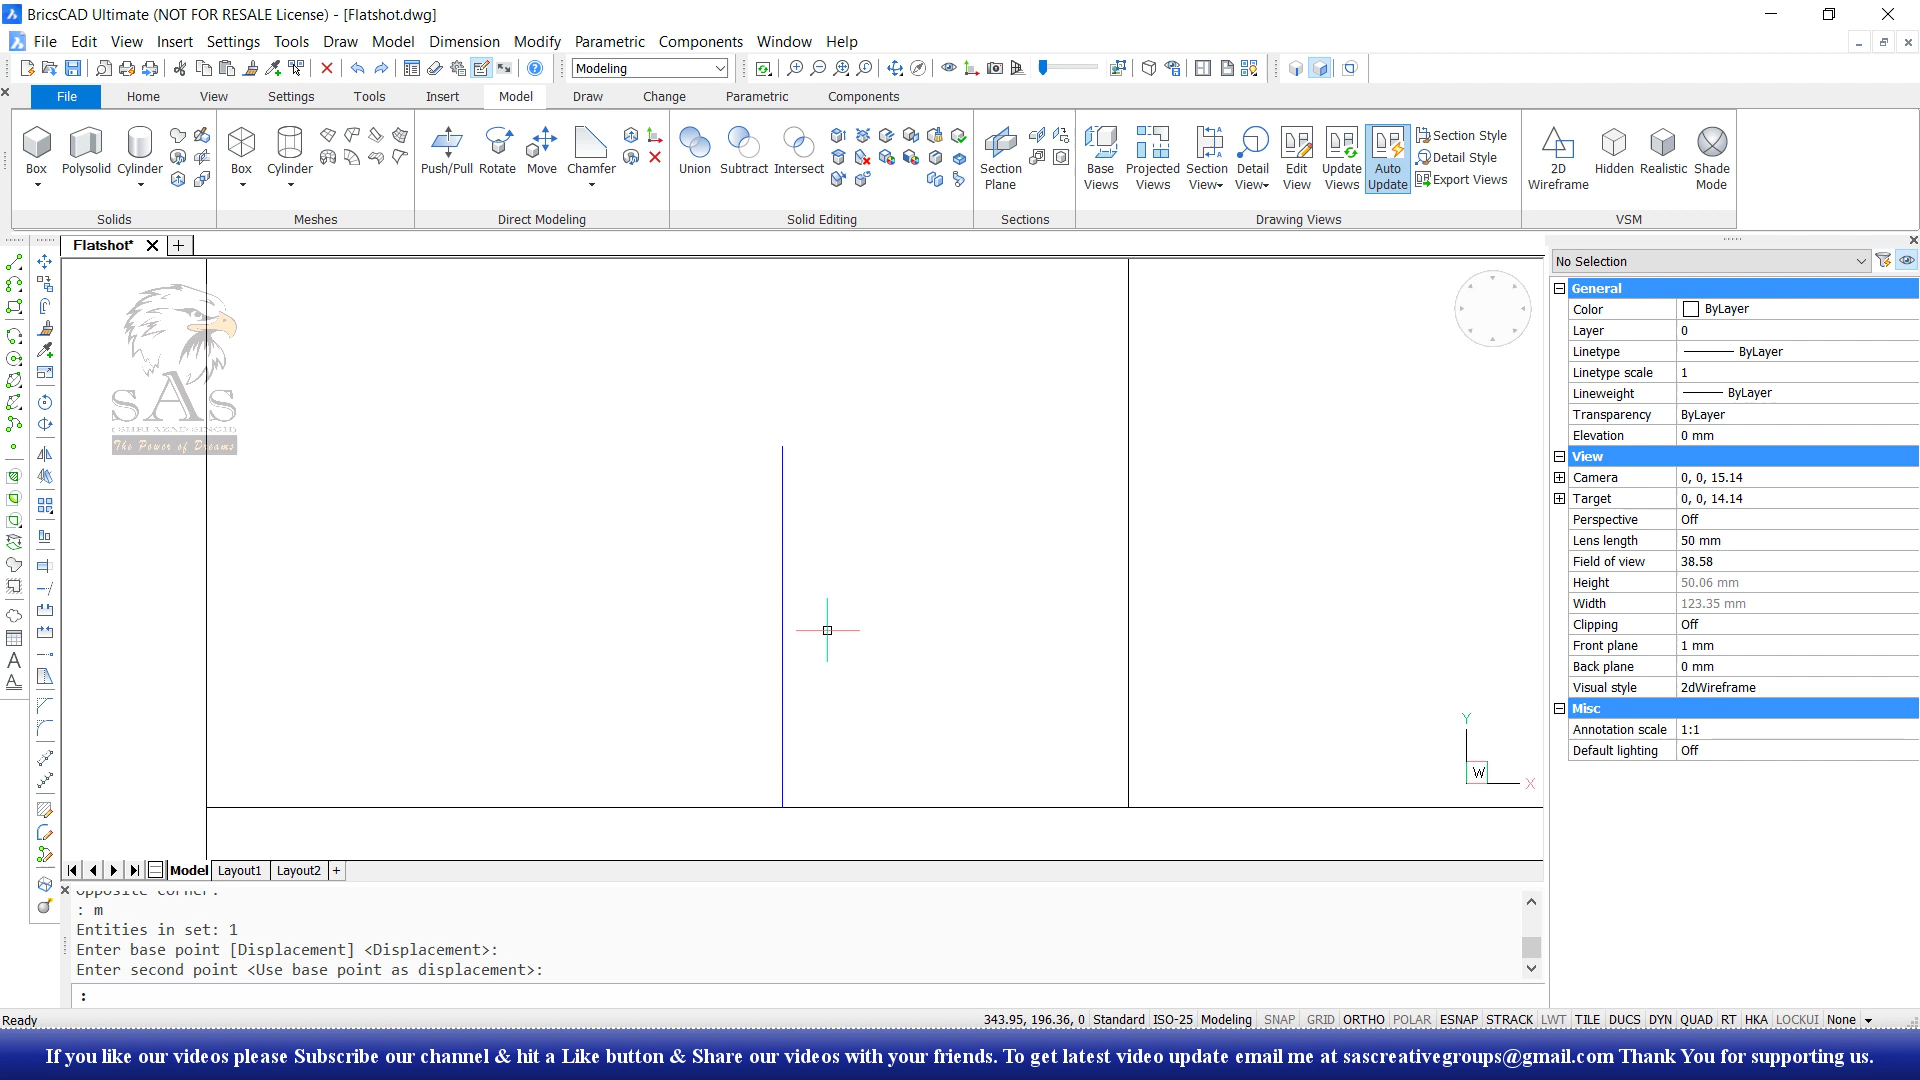 BricsCAD Ultimate (NOT FOR RESALE License) - [Flatshot.dwg]
File Edit View Insert Settings Tools Draw Model Dimension Modify Parametric Components Window Help
Modeling
File Home View Settings Tools Insert Model Draw Change Parametric Components
Box Polysolid Cylinder Box Cylinder Push/Pull Rotate Move Chamfer Union Subtract Intersect Section Plane Base Views Projected Views Section View Detail View Edit View Update Views Auto Update Section Style Detail Style Export Views 2D Wireframe Hidden Realistic Shade Mode
Solids Meshes Direct Modeling Solid Editing Sections Drawing Views VSM
Flatshot*
No Selection
General
Color ByLayer
Layer 0
Linetype ByLayer
Linetype scale 1
Lineweight ByLayer
Transparency ByLayer
Elevation 0 mm
View
Camera 0, 0, 15.14
Target 0, 0, 14.14
Perspective Off
Lens length 50 mm
Field of view 38.58
Height 50.06 mm
Width 123.35 mm
Clipping Off
Front plane 1 mm
Back plane 0 mm
Visual style 2dWireframe
Misc
Annotation scale 1:1
Default lighting Off
SAS
(SHRI AZAD SINGH)
The Power of Dreams
Y
W
X
Model Layout1 Layout2 +
Opposite corner:
: m
Entities in set: 1
Enter base point [Displacement] <Displacement>:
Enter second point <Use base point as displacement>:
:
Ready
343.95, 196.36, 0 Standard ISO-25 Modeling SNAP GRID ORTHO POLAR ESNAP STRACK LWT TILE DUCS DYN QUAD RT HKA LOCKUI None
If you like our videos please Subscribe our channel & hit a Like button & Share our videos with your friends. To get latest video update email me at sascreativegroups@gmail.com Thank You for supporting us.